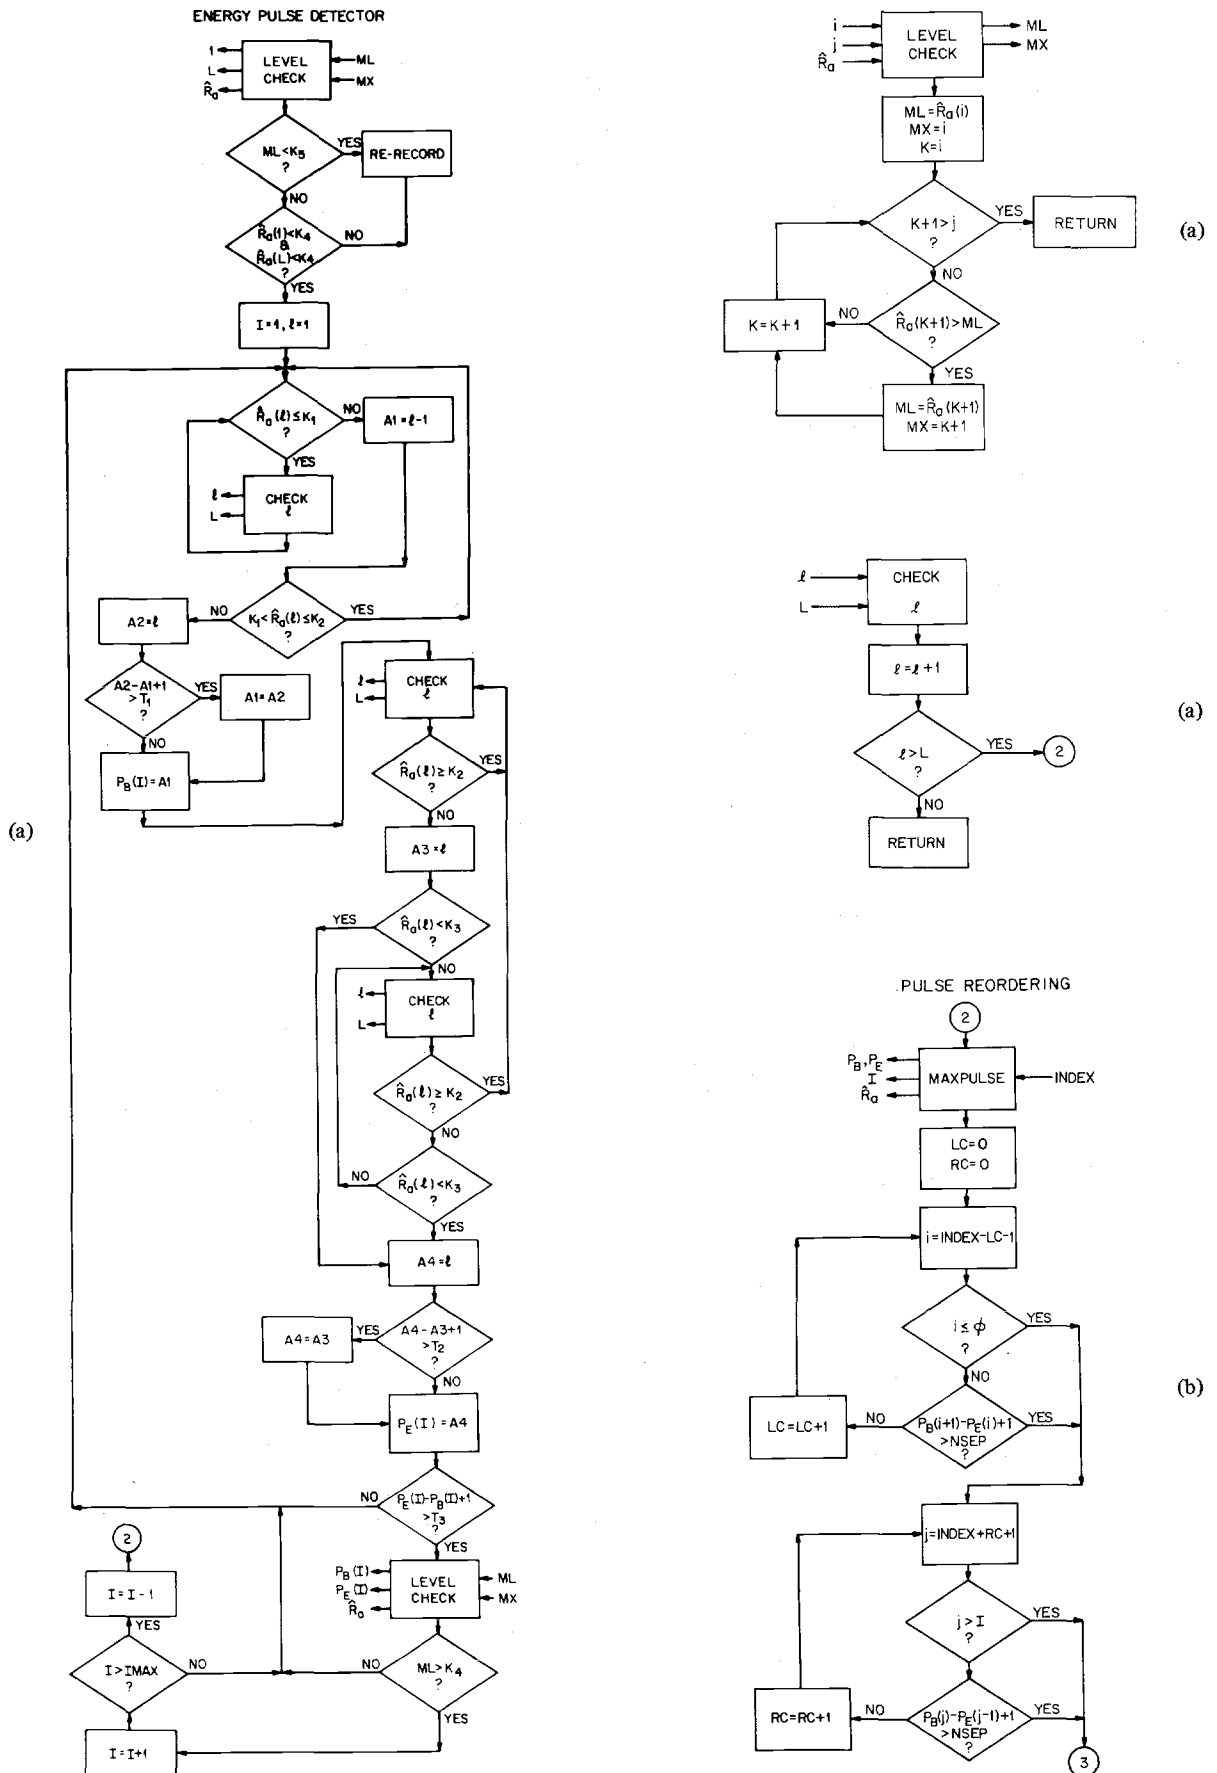 ENERGY PULSE DETECTOR
1
L
R̂a
LEVEL
CHECK
ML
MX
ML<K5
?
YES
RE-RECORD
NO
R̂a(1)<K4
&
R̂a(L)<K4
?
NO
YES
I=1, ℓ=1
R̂a(ℓ)≤K1
?
NO
A1=ℓ-1
YES
ℓ
L
CHECK
ℓ
K1<R̂a(ℓ)≤K2
?
NO
YES
A2=ℓ
A2-A1+1
>T1
?
YES
A1=A2
NO
PB(I)=A1
ℓ
L
CHECK
ℓ
R̂a(ℓ)≥K2
?
YES
NO
A3=ℓ
R̂a(ℓ)<K3
?
YES
NO
ℓ
L
CHECK
ℓ
R̂a(ℓ)≥K2
?
YES
NO
R̂a(ℓ)<K3
?
NO
YES
A4=ℓ
A4-A3+1
>T2
?
YES
A4=A3
NO
PE(I)=A4
PE(I)-PB(I)+1
>T3
?
NO
YES
PB(I)
PE(I)
R̂a
LEVEL
CHECK
ML
MX
ML>K4
?
NO
YES
2
I=I-1
YES
I>IMAX
?
NO
I=I+1
(a)
i
j
R̂a
LEVEL
CHECK
ML
MX
ML=R̂a(i)
MX=i
K=i
K+1>j
?
YES
RETURN
NO
R̂a(K+1)>ML
?
NO
K=K+1
YES
ML=R̂a(K+1)
MX=K+1
(a)
ℓ
L
CHECK
ℓ
ℓ=ℓ+1
ℓ>L
?
YES
2
NO
RETURN
(a)
PULSE REORDERING
2
PB,PE
I
R̂a
MAXPULSE
INDEX
LC=0
RC=0
i=INDEX-LC-1
i≤ϕ
?
YES
NO
PB(i+1)-PE(i)+1
>NSEP
?
NO
YES
LC=LC+1
j=INDEX+RC+1
j>I
?
YES
PB(j)-PE(j-1)+1
>NSEP
?
NO
YES
RC=RC+1
3
(b)